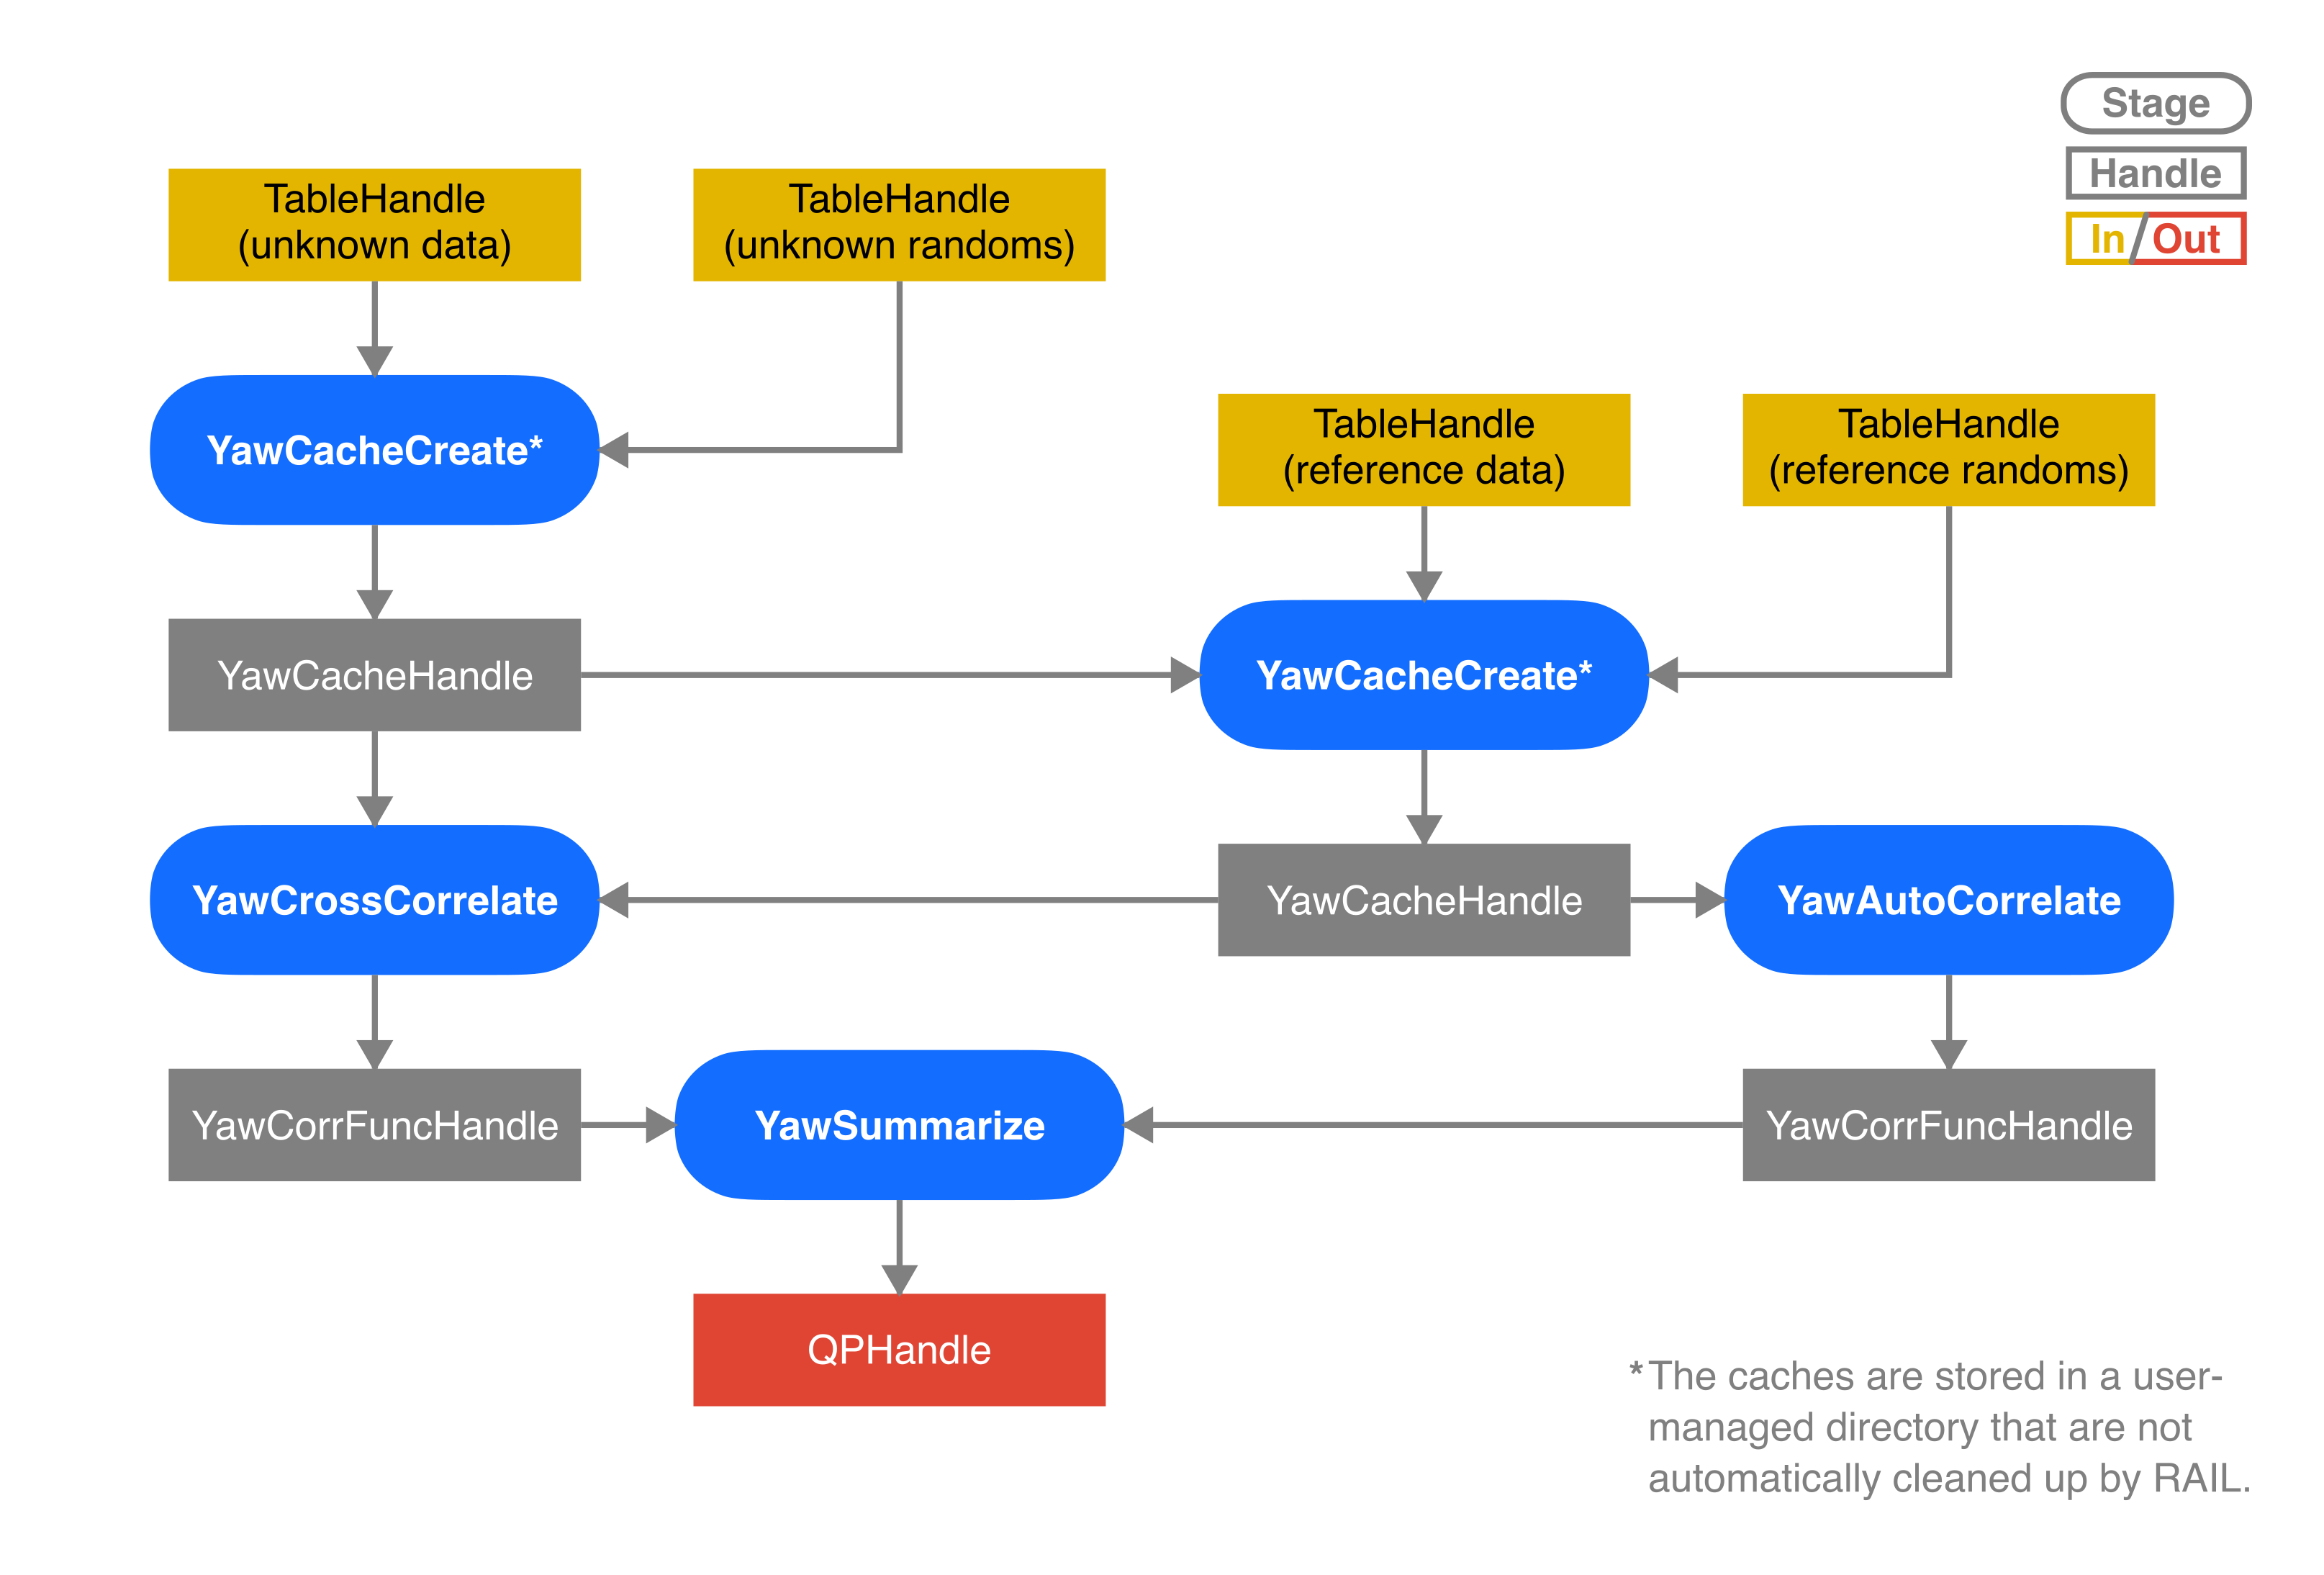 Stage
Handle
In/Out
TableHandle
(unknown data)
TableHandle
(unknown randoms)
YawCacheCreate*
TableHandle
(reference data)
TableHandle
(reference randoms)
YawCacheHandle
YawCacheCreate*
YawCrossCorrelate
YawCacheHandle
YawAutoCorrelate
YawCorrFuncHandle
YawSummarize
YawCorrFuncHandle
QPHandle
* The caches are stored in a user-
managed directory that are not
automatically cleaned up by RAIL.